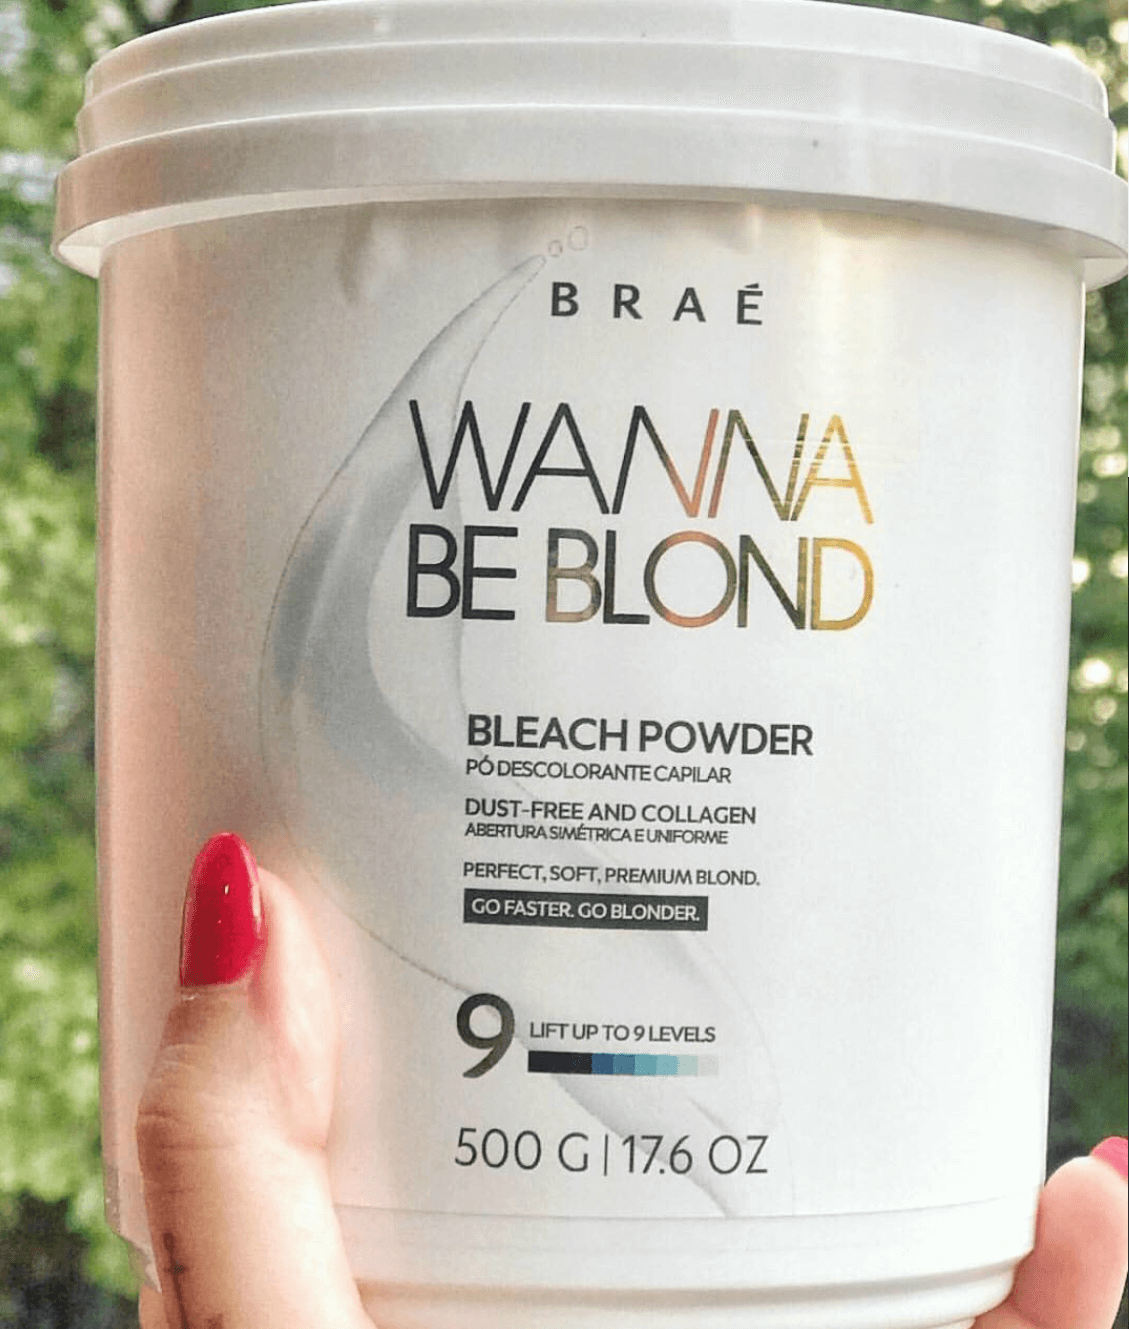 BRAÉ
WANNA
BE BLOND
BLEACH POWDER
PÓ DESCOLORANTE CAPILAR
DUST-FREE AND COLLAGEN
ABERTURA SIMÉTRICA E UNIFORME
PERFECT, SOFT, PREMIUM BLOND.
GO FASTER. GO BLONDER.
9 LIFT UP TO 9 LEVELS
500 G | 17.6 OZ